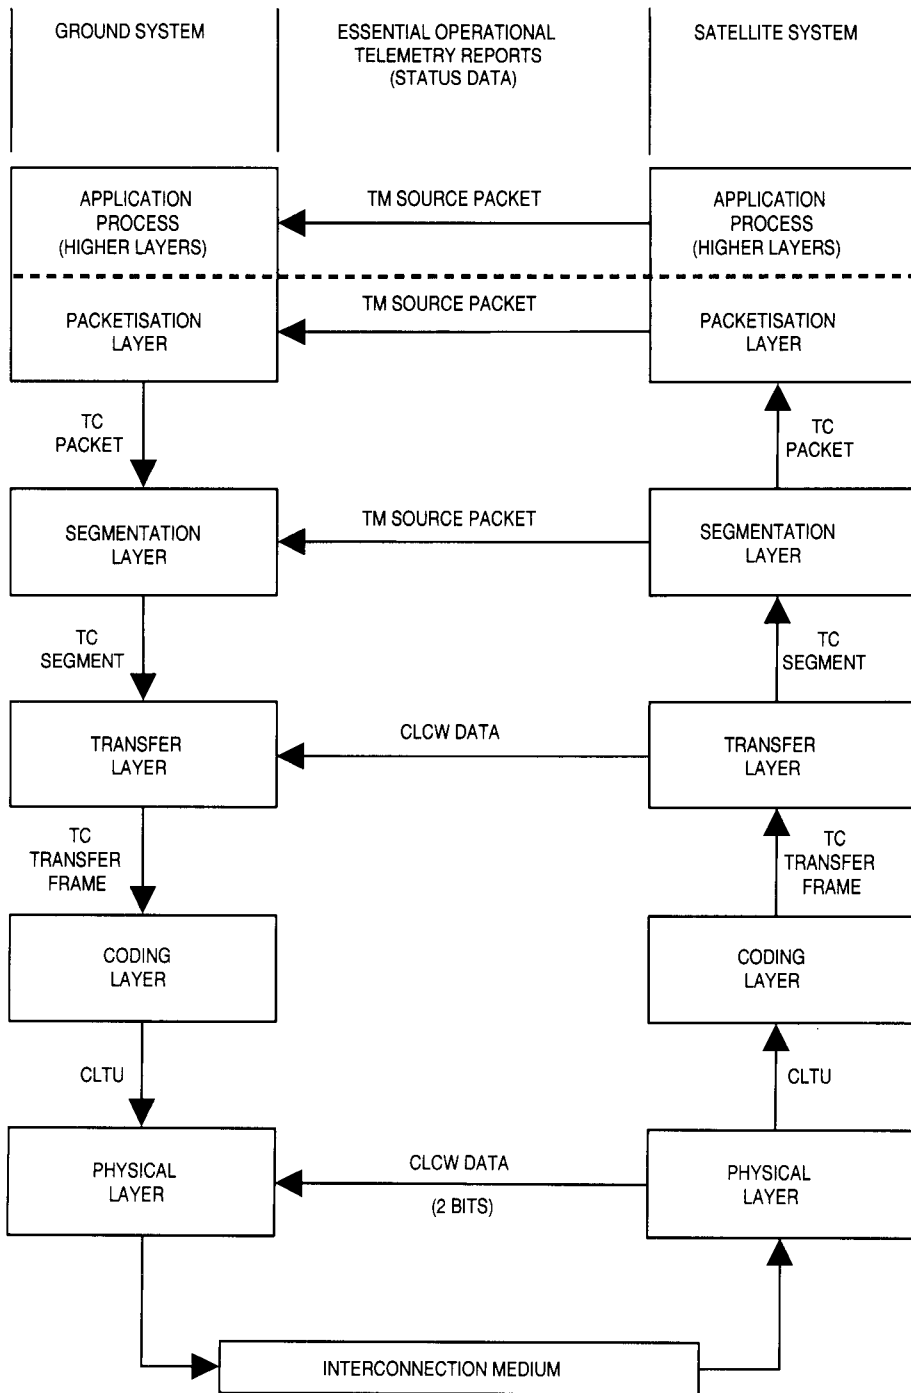 GROUND SYSTEM
ESSENTIAL OPERATIONAL
TELEMETRY REPORTS
(STATUS DATA)
SATELLITE SYSTEM
APPLICATION
PROCESS
(HIGHER LAYERS)
TM SOURCE PACKET
APPLICATION
PROCESS
(HIGHER LAYERS)
PACKETISATION
LAYER
TM SOURCE PACKET
PACKETISATION
LAYER
TC
PACKET
TC
PACKET
SEGMENTATION
LAYER
TM SOURCE PACKET
SEGMENTATION
LAYER
TC
SEGMENT
TC
SEGMENT
TRANSFER
LAYER
CLCW DATA
TRANSFER
LAYER
TC
TRANSFER
FRAME
TC
TRANSFER
FRAME
CODING
LAYER
CODING
LAYER
CLTU
CLTU
PHYSICAL
LAYER
CLCW DATA
(2 BITS)
PHYSICAL
LAYER
INTERCONNECTION MEDIUM